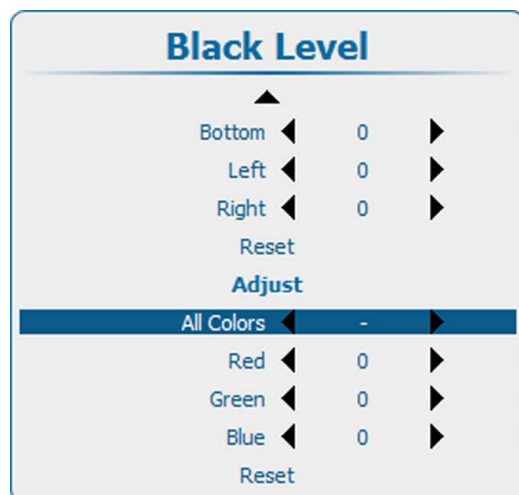 Black Level
Bottom 0
Left 0
Right 0
Reset
Adjust
All Colors -
Red 0
Green 0
Blue 0
Reset